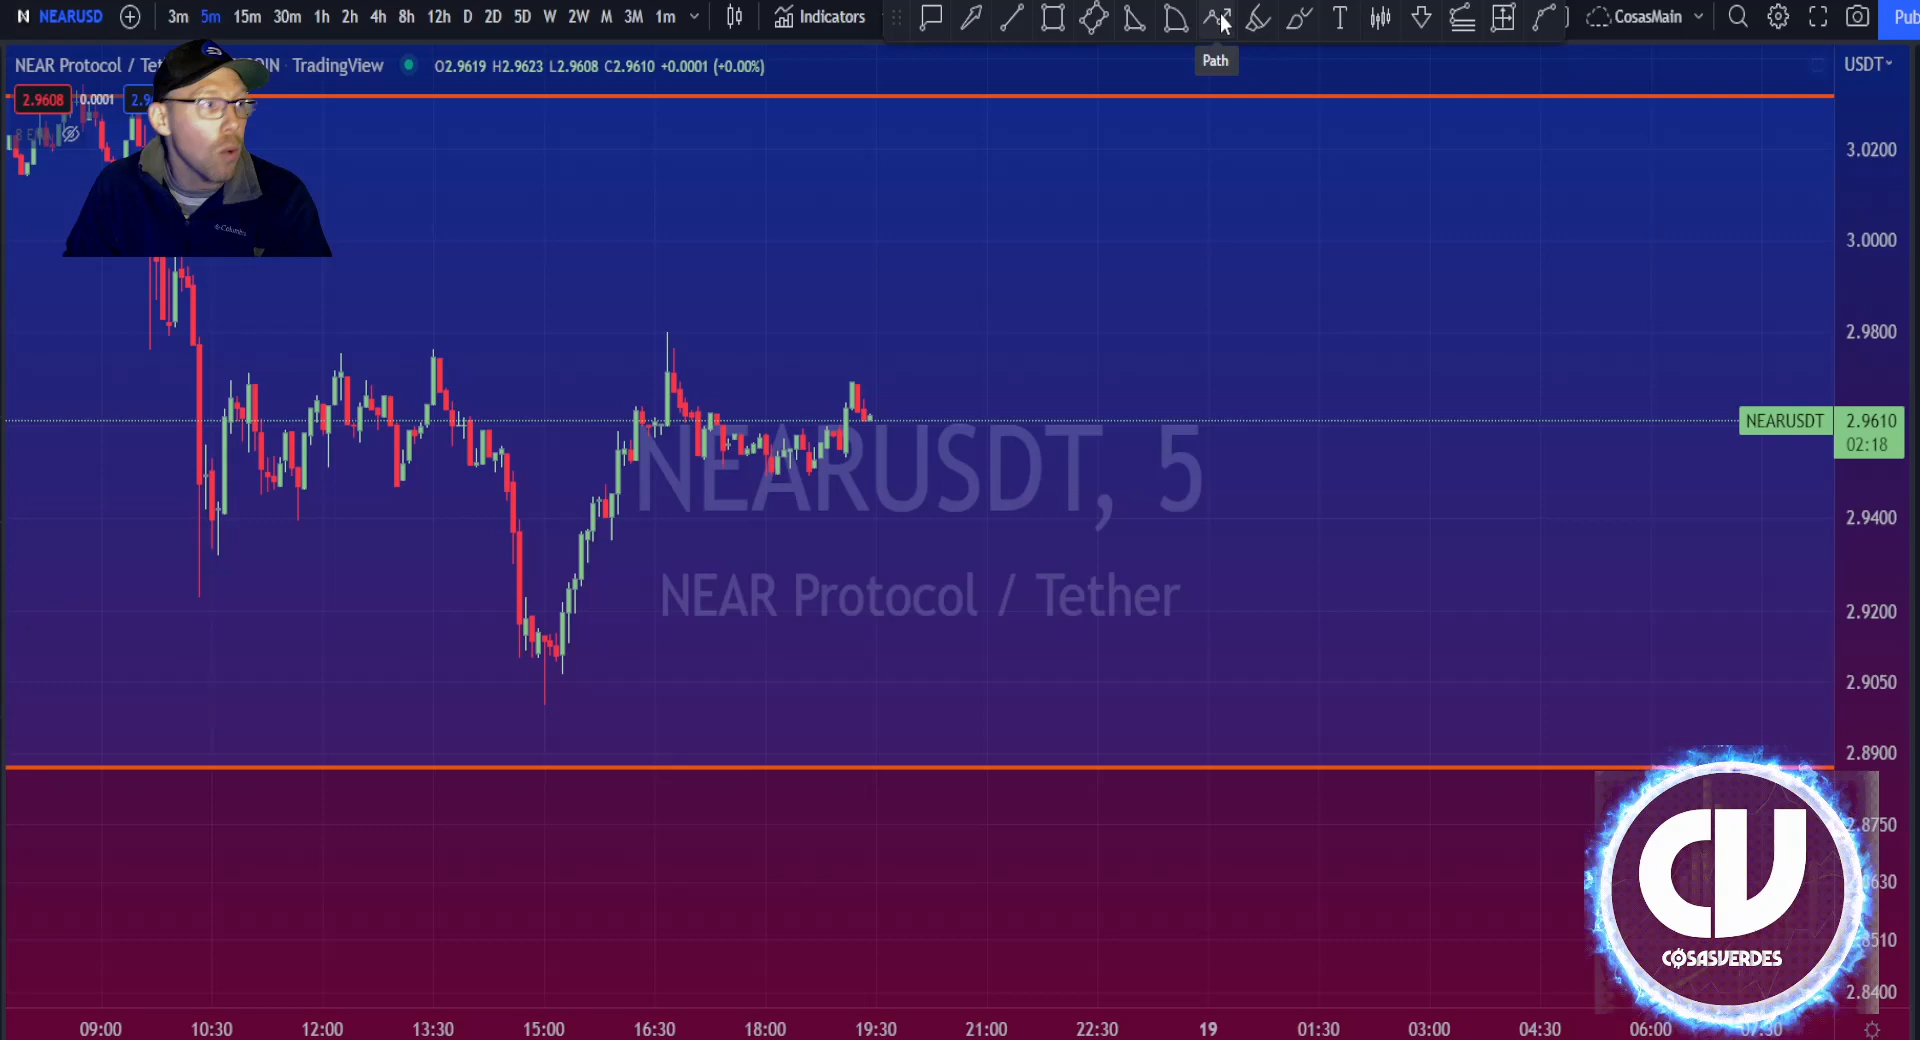 NEARUSD 3m 5m 15m 30m 1h 2h 4h 8h 12h D 2D 5D W 2W M 3M 1m Indicators CosasMain Pub
Path
NEAR Protocol / TradingView O2.9619 H2.9623 L2.9608 C2.9610 +0.0001 (+0.00%) USDT
2.9608 0.0001
Columbia
3.0200
3.0000
2.9800
NEARUSDT 2.9610
02:18
NEARUSDT, 5
2.9400
NEAR Protocol / Tether
2.9200
2.9050
2.8900
2.8750
CV
COSASVERDES
2.8400
09:00 10:30 12:00 13:30 15:00 16:30 18:00 19:30 21:00 22:30 19 01:30 03:00 04:30 06:00 07:30